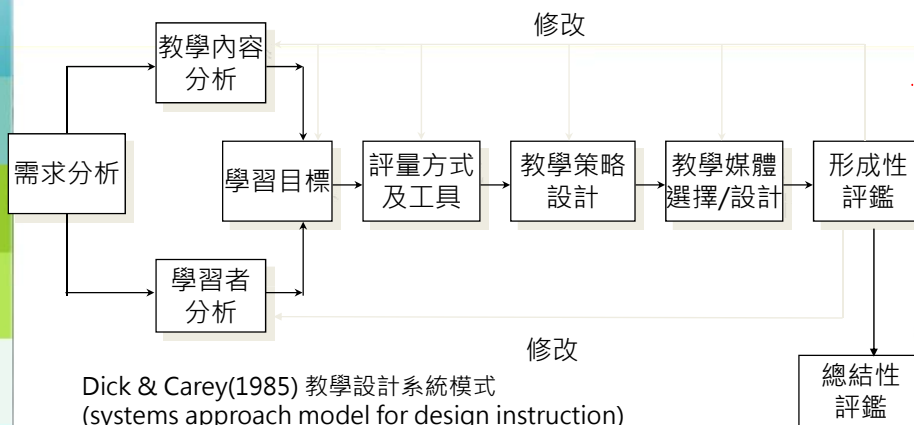 修改
教學內容
分析
需求分析
學習目標
評量方式
及工具
教學策略
設計
教學媒體
選擇/設計
形成性
評鑑
學習者
分析
修改
總結性
評鑑
Dick & Carey(1985) 教學設計系統模式
(systems approach model for design instruction)